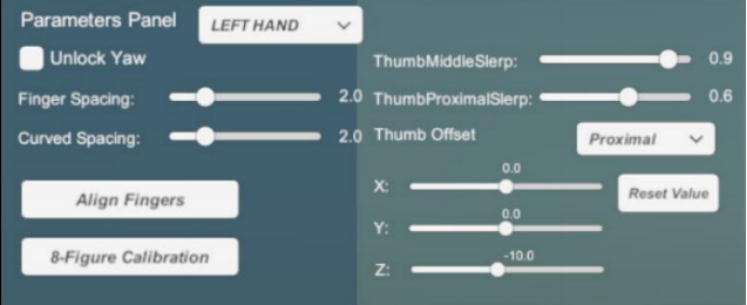 Parameters Panel
LEFT HAND
Unlock Yaw
Finger Spacing: 2.0
Curved Spacing: 2.0
Align Fingers
8-Figure Calibration
ThumbMiddleSlerp: 0.9
ThumbProximalSlerp: 0.6
Thumb Offset
Proximal
0.0
X:
Reset Value
0.0
Y:
-10.0
Z: